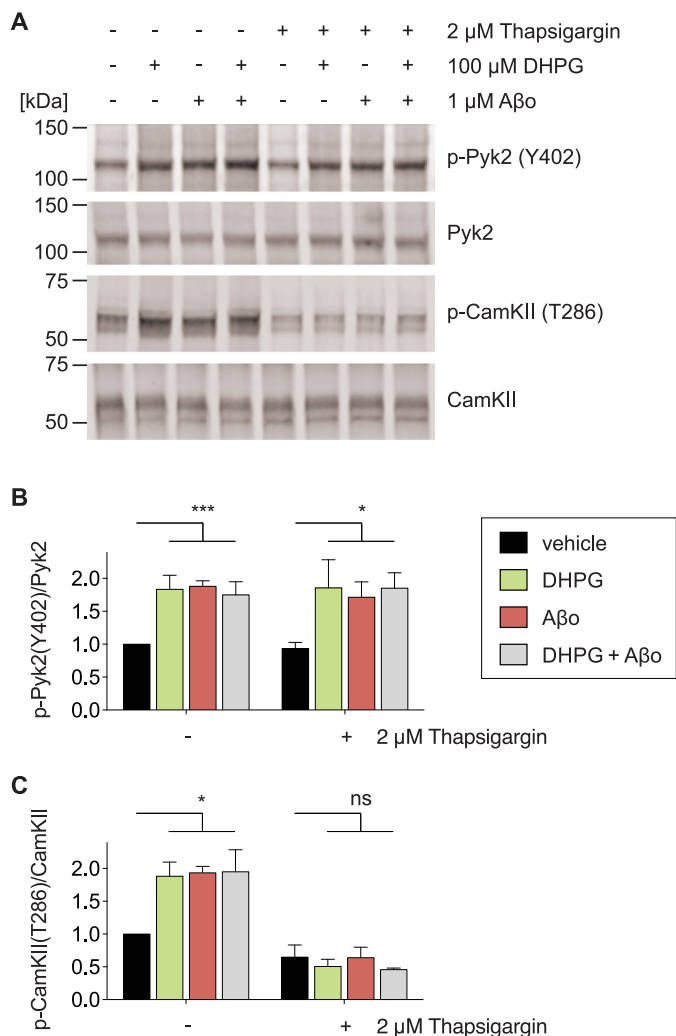 A
- - - - + + + + 2 μM Thapsigargin
- + - + - + - + 100 μM DHPG
[kDa] - - + + - - + + 1 μM Aβo
150
100
p-Pyk2 (Y402)
150
100
Pyk2
75
50
p-CamKII (T286)
75
50
CamKII
B
*** *
p-Pyk2(Y402)/Pyk2
2.0
1.5
1.0
0.5
0.0
- + 2 μM Thapsigargin
vehicle
DHPG
Aβo
DHPG + Aβo
C
* ns
p-CamKII(T286)/CamKII
2.0
1.5
1.0
0.5
0.0
- + 2 μM Thapsigargin